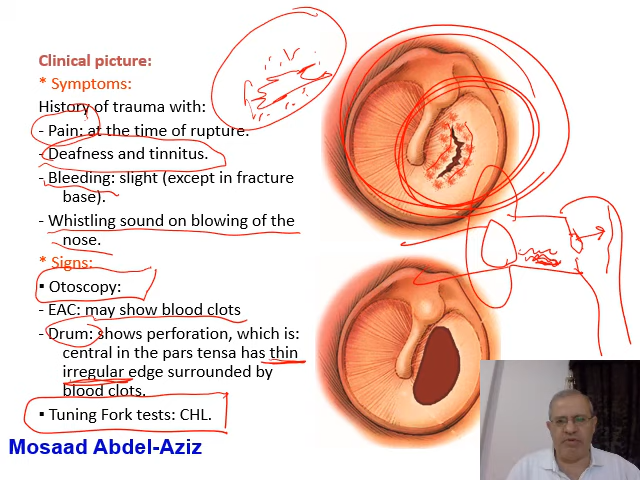 Clinical picture:
* Symptoms:
History of trauma with:
- Pain: at the time of rupture.
- Deafness and tinnitus.
- Bleeding: slight (except in fracture
base).
- Whistling sound on blowing of the
nose.
* Signs:
▪ Otoscopy:
- EAC: may show blood clots
- Drum: shows perforation, which is:
central in the pars tensa has thin
irregular edge surrounded by
blood clots.
▪ Tuning Fork tests: CHL.
Mosaad Abdel-Aziz